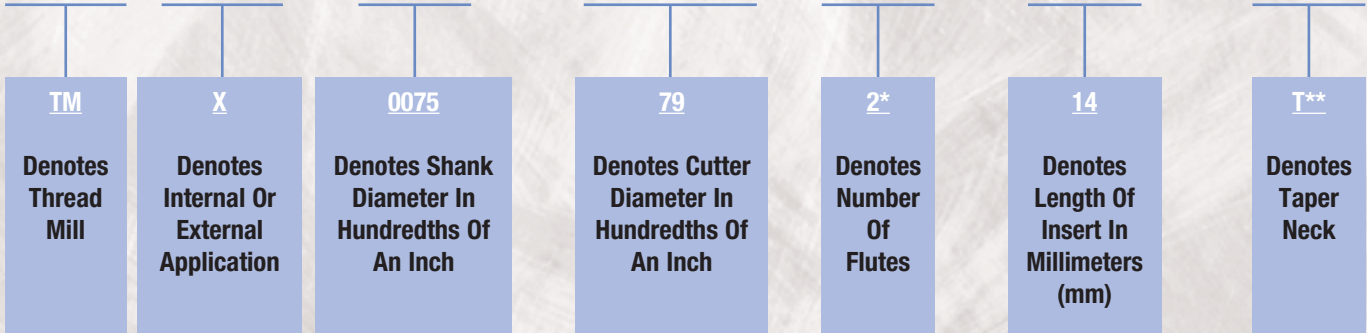 TM
Denotes
Thread
Mill
X
Denotes
Internal Or
External
Application
0075
Denotes Shank
Diameter In
Hundredths Of
An Inch
79
Denotes Cutter
Diameter In
Hundredths Of
An Inch
2*
Denotes
Number
Of
Flutes
14
Denotes
Length Of
Insert In
Millimeters
(mm)
T**
Denotes
Taper
Neck